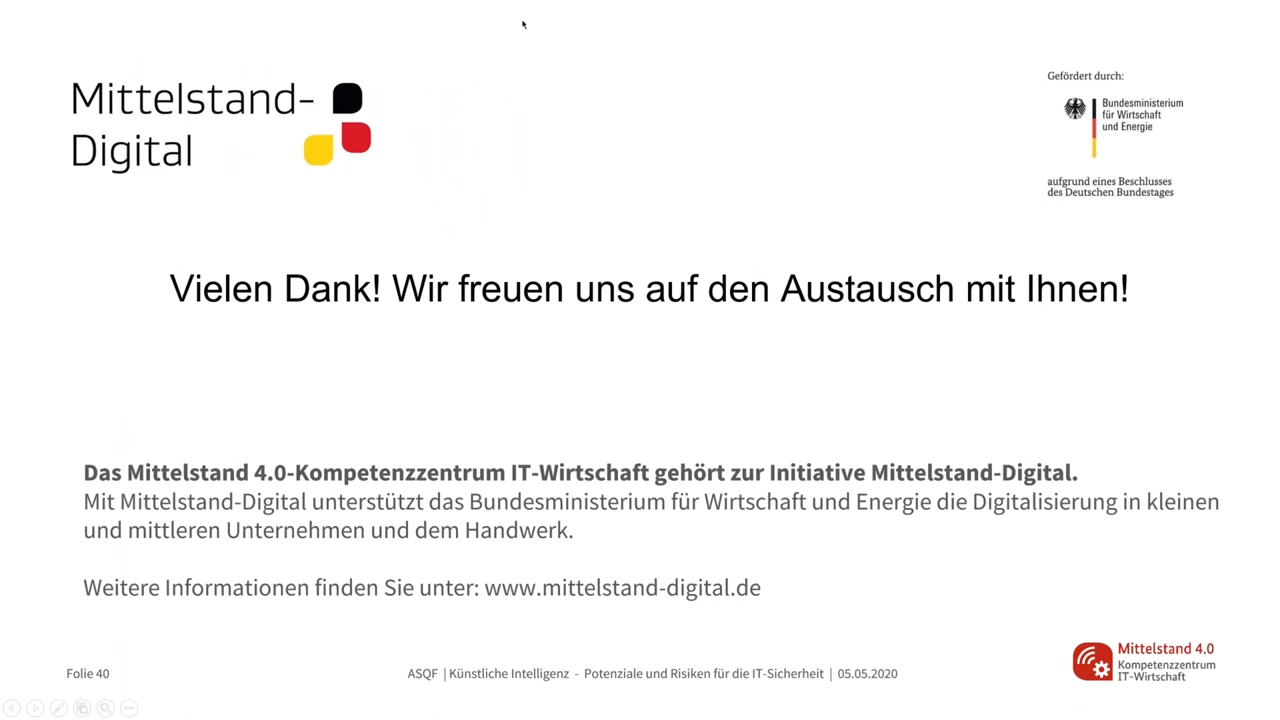 Mittelstand-
Digital
Gefördert durch:
Bundesministerium
für Wirtschaft
und Energie
aufgrund eines Beschlusses
des Deutschen Bundestages
Vielen Dank! Wir freuen uns auf den Austausch mit Ihnen!
Das Mittelstand 4.0-Kompetenzzentrum IT-Wirtschaft gehört zur Initiative Mittelstand-Digital.
Mit Mittelstand-Digital unterstützt das Bundesministerium für Wirtschaft und Energie die Digitalisierung in kleinen
und mittleren Unternehmen und dem Handwerk.
Weitere Informationen finden Sie unter: www.mittelstand-digital.de
Folie 40
ASQF | Künstliche Intelligenz - Potenziale und Risiken für die IT-Sicherheit | 05.05.2020
Mittelstand 4.0
Kompetenzzentrum
IT-Wirtschaft